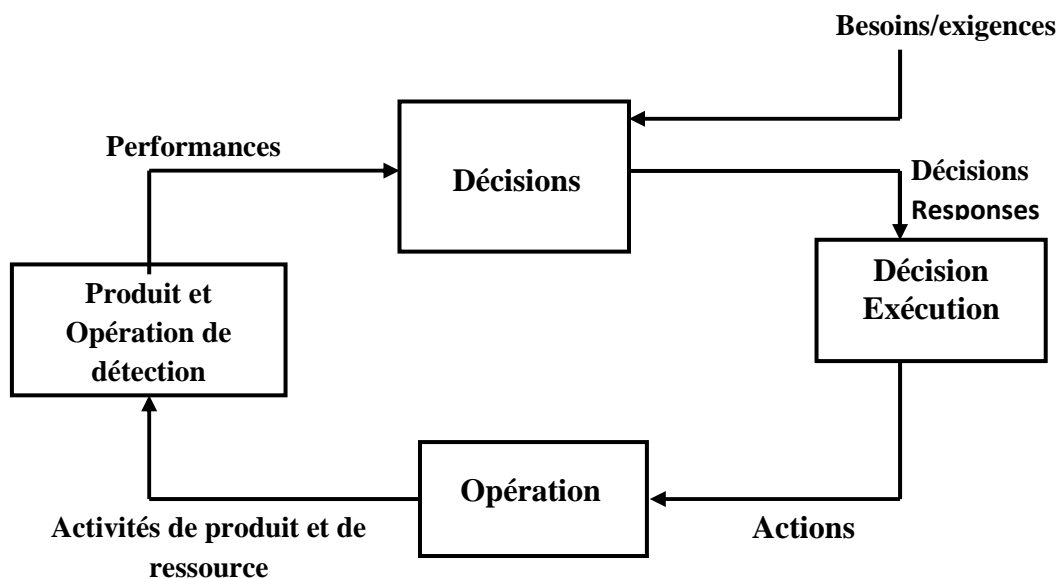 Besoins/exigences
Performances
Décisions
Décisions
Responses
Décision
Exécution
Produit et
Opération de
détection
Opération
Actions
Activités de produit et de
ressource